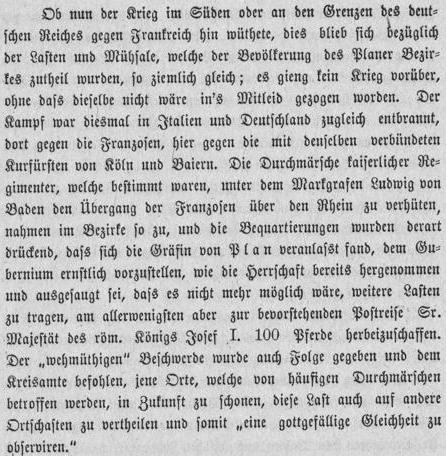 Ob nun der Krieg im Süden oder an den Grenzen des deut-
schen Reiches gegen Frankreich hin wüthete, dies blieb sich bezüglich
der Lasten und Mühsale, welche der Bevölkerung des Planer Bezir-
kes zutheil wurden, so ziemlich gleich; es gieng kein Krieg vorüber,
ohne dass dieselbe nicht wäre in's Mitleid gezogen worden. Der
Kampf war diesmal in Italien und Deutschland zugleich entbrannt,
dort gegen die Franzosen, hier gegen die mit denselben verbündeten
Kurfürsten von Köln und Baiern. Die Durchmärsche kaiserlicher Re-
gimenter, welche bestimmt waren, unter dem Markgrafen Ludwig von
Baden den Übergang der Franzosen über den Rhein zu verhüten,
nahmen im Bezirke so zu, und die Bequartierungen wurden derart
drückend, dass sich die Gräfin von Plan veranlasst fand, dem Gu-
bernium ernstlich vorzustellen, wie die Herrschaft bereits hergenommen
und ausgesaugt sei, dass es nicht mehr möglich wäre, weitere Lasten
zu tragen, am allerwenigsten aber zur bevorstehenden Postreise Sr.
Majestät des röm. Königs Josef I. 100 Pferde herbeizuschaffen.
Der „wehmüthigen" Beschwerde wurde auch Folge gegeben und dem
Kreisamte befohlen, jene Orte, welche von häufigen Durchmärschen
betroffen werden, in Zukunft zu schonen, diese Last auch auf andere
Ortschaften zu vertheilen und somit „eine gottgefällige Gleichheit zu
observiren."